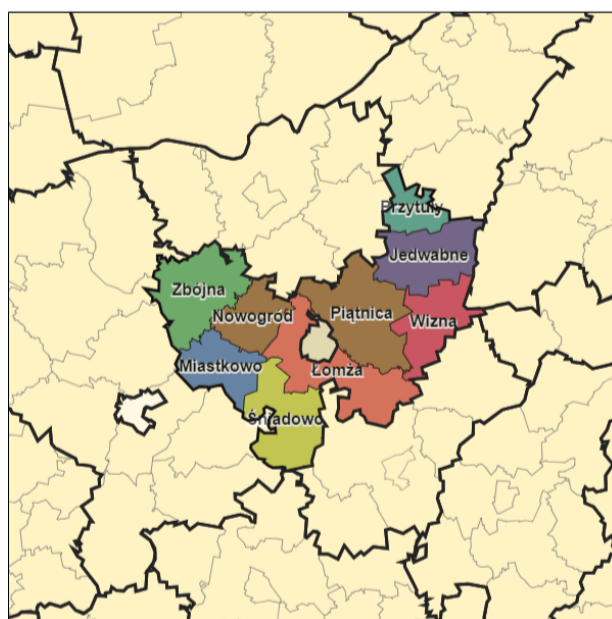 Przytuły
Jedwabne
Zbójna
Nowogród
Piątnica
Wizna
Miastkowo
Łomża
Śniadowo